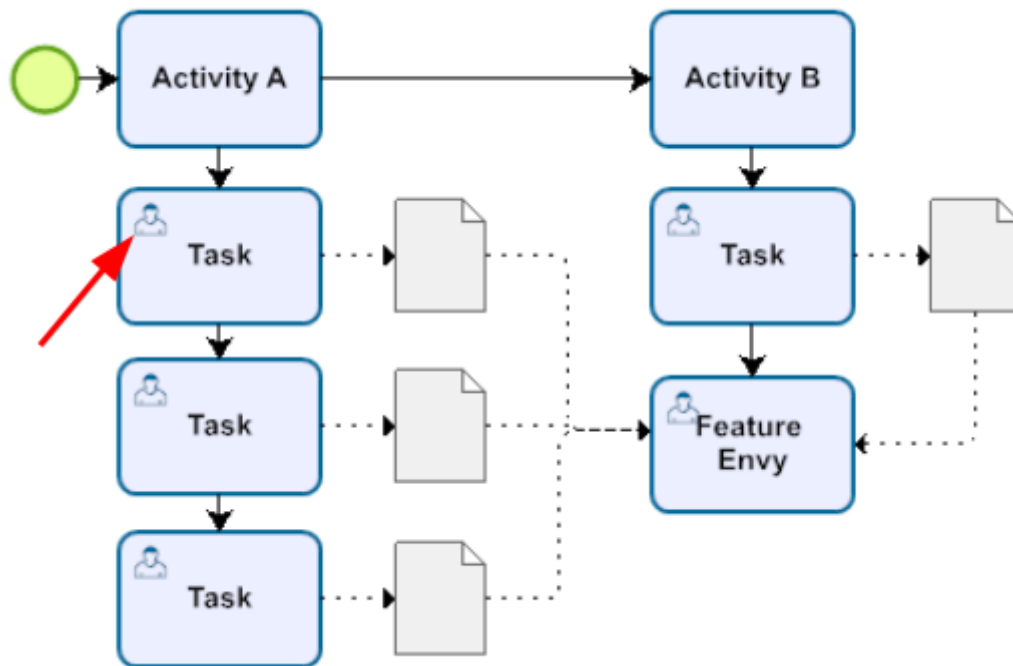 Activity A
Activity B
Task
Task
Task
Feature
Envy
Task